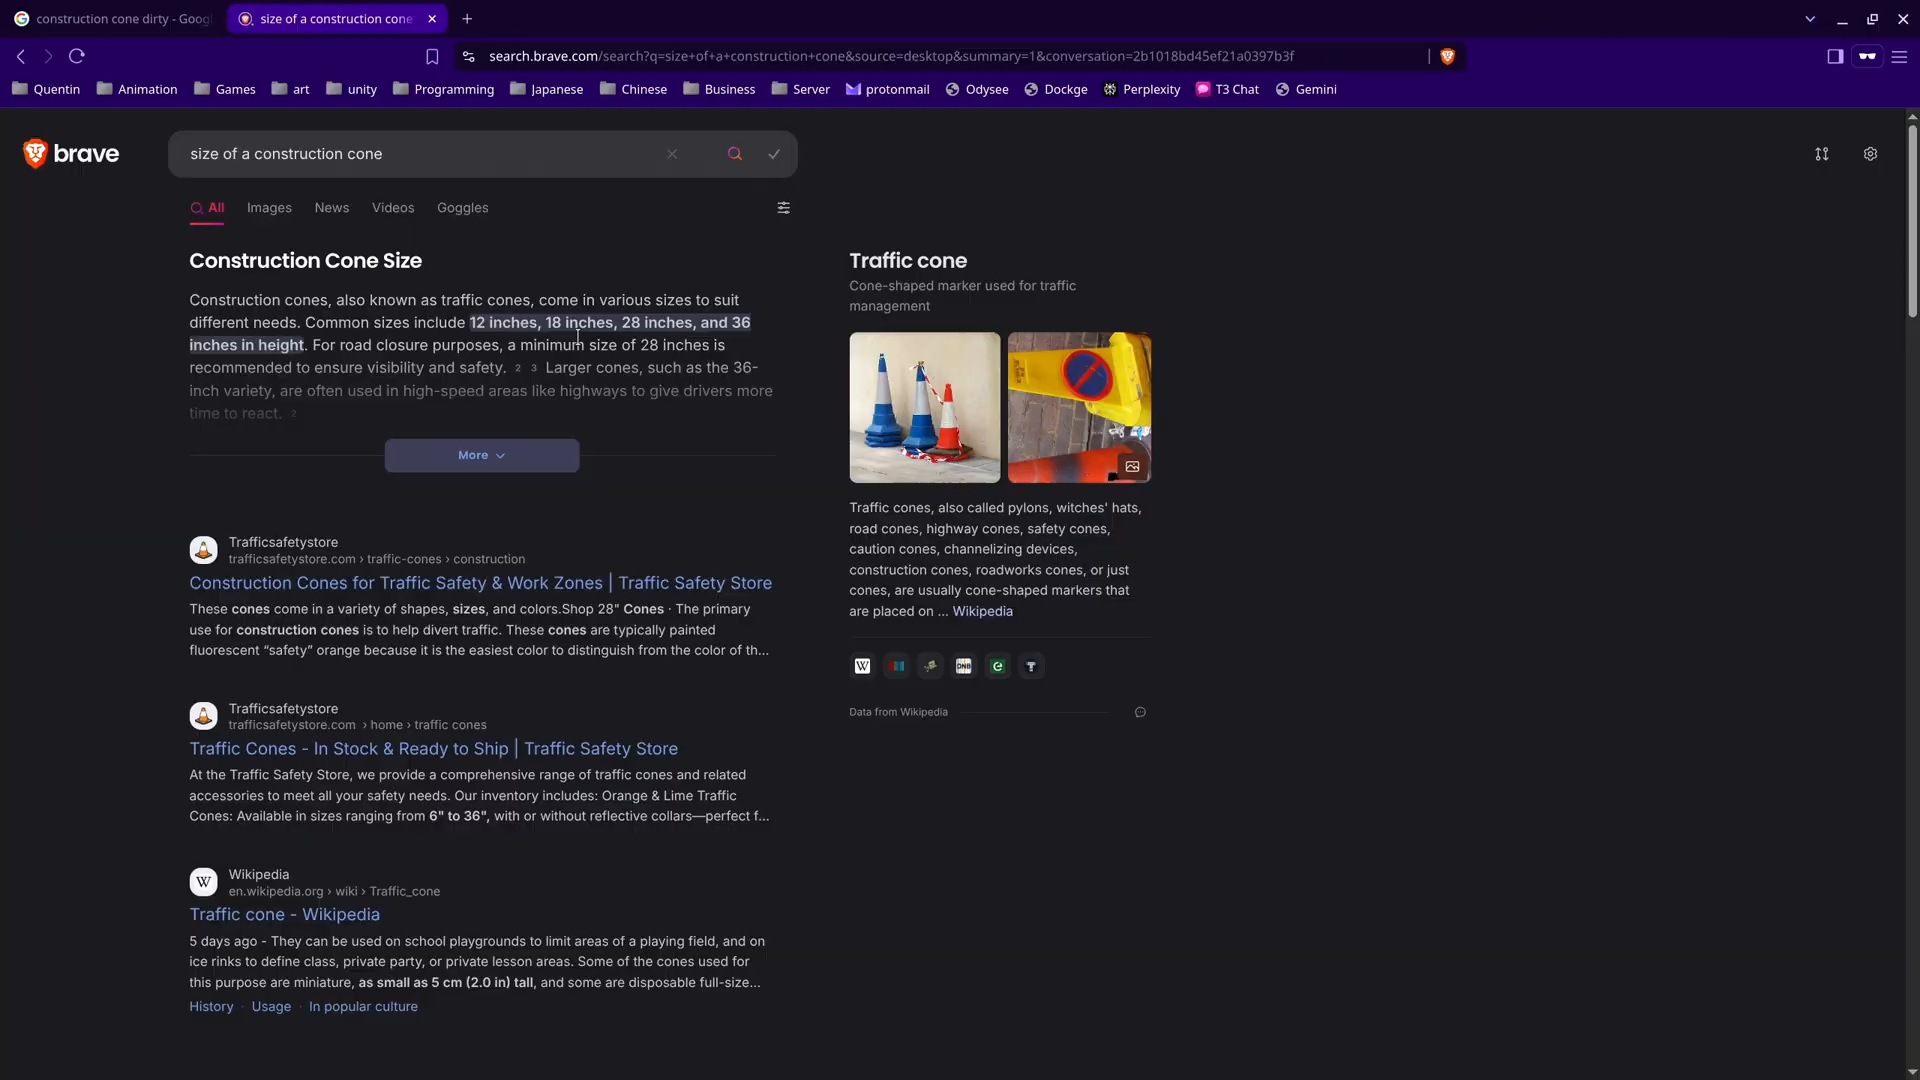 construction cone dirty - Goog
size of a construction cone
search.brave.com/search?q=size+of+a+construction+cone&source=desktop&summary=1&conversation=2b1018bd45ef21a0397b3f
Quentin Animation Games art unity Programming Japanese Chinese Business Server protonmail Odysee Dockge Perplexity T3 Chat Gemini
brave
size of a construction cone
All Images News Videos Goggles
Construction Cone Size
Construction cones, also known as traffic cones, come in various sizes to suit
different needs. Common sizes include 12 inches, 18 inches, 28 inches, and 36
inches in height. For road closure purposes, a minimum size of 28 inches is
recommended to ensure visibility and safety. 2 3 Larger cones, such as the 36-
inch variety, are often used in high-speed areas like highways to give drivers more
time to react. 2
More
Trafficsafetystore
trafficsafetystore.com › traffic-cones › construction
Construction Cones for Traffic Safety & Work Zones | Traffic Safety Store
These cones come in a variety of shapes, sizes, and colors.Shop 28" Cones · The primary
use for construction cones is to help divert traffic. These cones are typically painted
fluorescent “safety” orange because it is the easiest color to distinguish from the color of th...
Trafficsafetystore
trafficsafetystore.com › home › traffic cones
Traffic Cones - In Stock & Ready to Ship | Traffic Safety Store
At the Traffic Safety Store, we provide a comprehensive range of traffic cones and related
accessories to meet all your safety needs. Our inventory includes: Orange & Lime Traffic
Cones: Available in sizes ranging from 6" to 36", with or without reflective collars—perfect f...
W
Wikipedia
en.wikipedia.org › wiki › Traffic_cone
Traffic cone - Wikipedia
5 days ago - They can be used on school playgrounds to limit areas of a playing field, and on
ice rinks to define class, private party, or private lesson areas. Some of the cones used for
this purpose are miniature, as small as 5 cm (2.0 in) tall, and some are disposable full-size...
History · Usage · In popular culture
Traffic cone
Cone-shaped marker used for traffic
management
Traffic cones, also called pylons, witches' hats,
road cones, highway cones, safety cones,
caution cones, channelizing devices,
construction cones, roadworks cones, or just
cones, are usually cone-shaped markers that
are placed on ... Wikipedia
W DNB
Data from Wikipedia